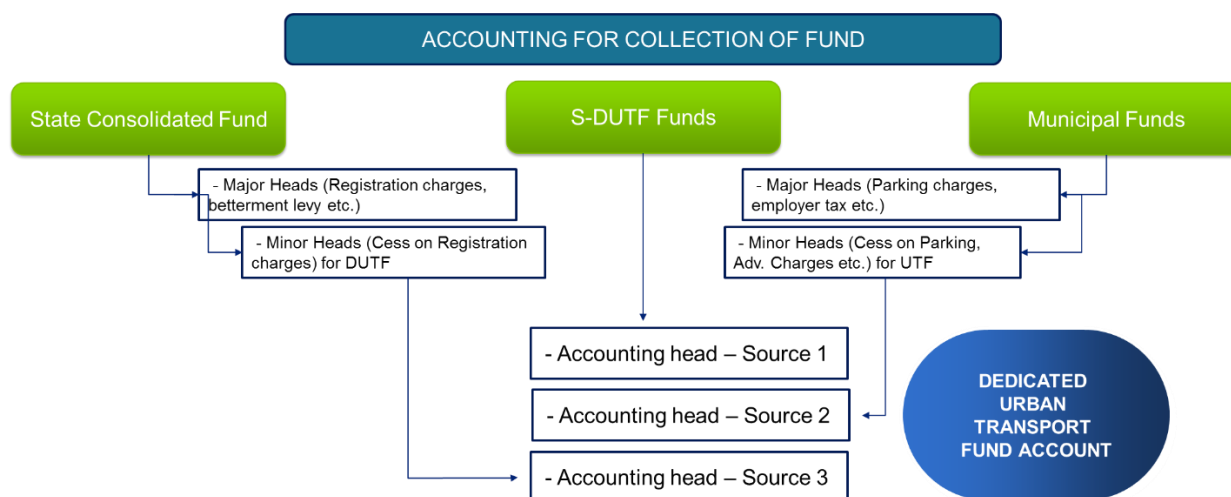 ACCOUNTING FOR COLLECTION OF FUND
State Consolidated Fund
S-DUTF Funds
Municipal Funds
- Major Heads (Registration charges,
betterment levy etc.)
- Major Heads (Parking charges,
employer tax etc.)
- Minor Heads (Cess on Registration
charges) for DUTF
- Minor Heads (Cess on Parking,
Adv. Charges etc.) for UTF
- Accounting head – Source 1
- Accounting head – Source 2
- Accounting head – Source 3
DEDICATED
URBAN
TRANSPORT
FUND ACCOUNT